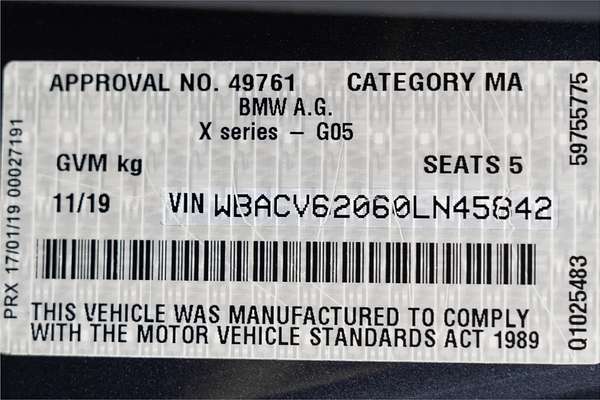 APPROVAL NO. 49761 CATEGORY MA
BMW A.G.
X series – G05
GVM kg SEATS 5
11/19 VIN WBACV62060LN45842
THIS VEHICLE WAS MANUFACTURED TO COMPLY
WITH THE MOTOR VEHICLE STANDARDS ACT 1989
PRX 17/01/19 00027191
59755775
Q1025483